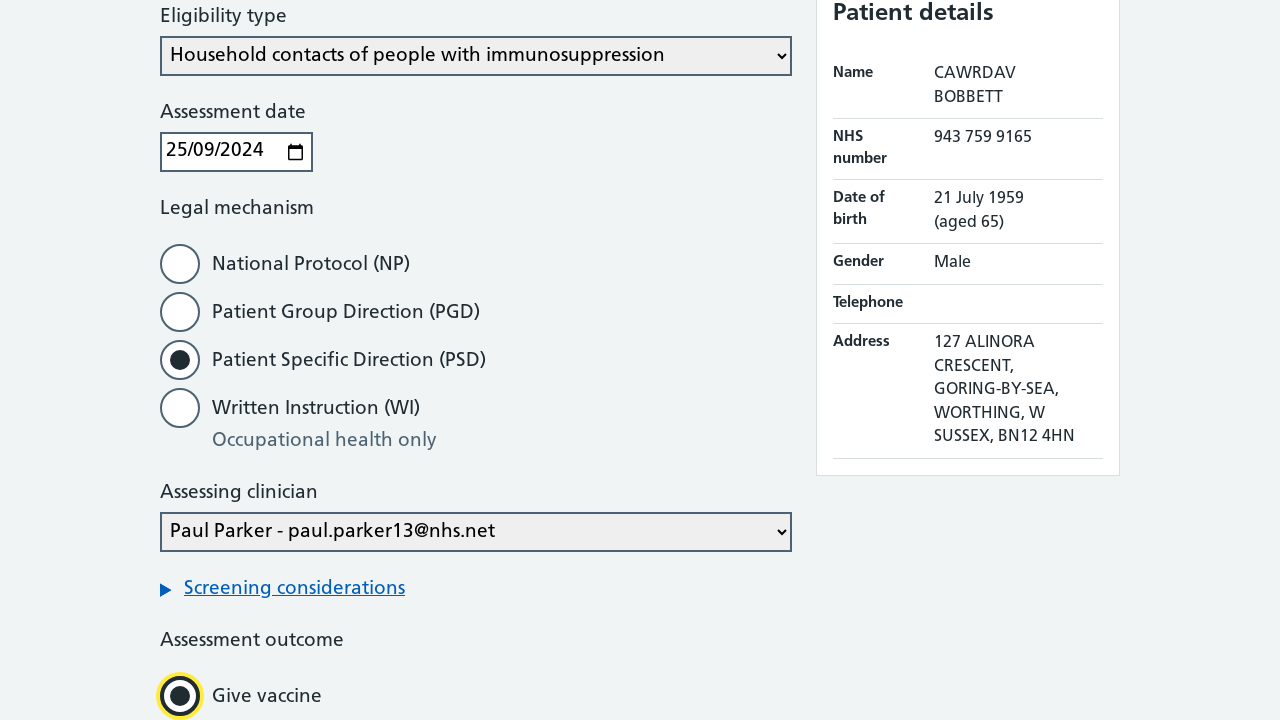 Eligibility type
Household contacts of people with immunosuppression
Assessment date
25/09/2024
Legal mechanism
National Protocol (NP)
Patient Group Direction (PGD)
Patient Specific Direction (PSD)
Written Instruction (WI)
Occupational health only
Assessing clinician
Paul Parker - paul.parker13@nhs.net
Screening considerations
Assessment outcome
Give vaccine
Patient details
Name CAWRDAV
BOBBETT
NHS number 943 759 9165
Date of birth 21 July 1959
(aged 65)
Gender Male
Telephone
Address 127 ALINORA
CRESCENT,
GORING-BY-SEA,
WORTHING, W
SUSSEX, BN12 4HN